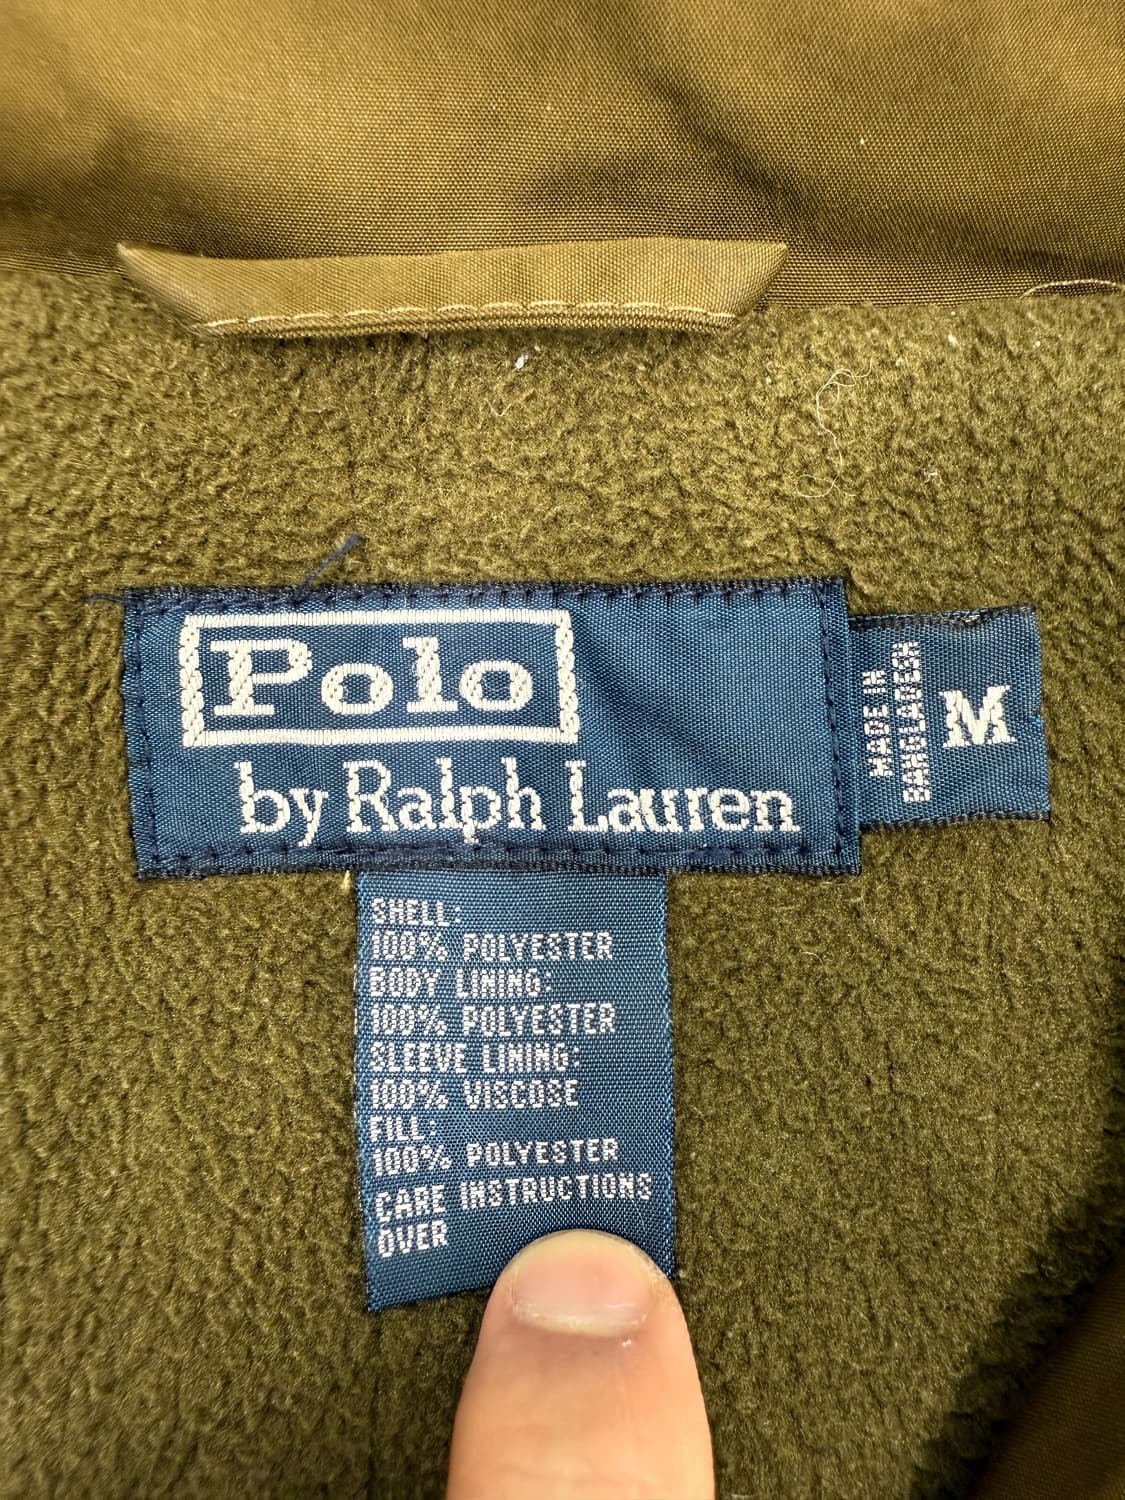 Polo
by Ralph Lauren
MADE IN
BANGLADESH
M
SHELL:
100% POLYESTER
BODY LINING:
100% POLYESTER
SLEEVE LINING:
100% VISCOSE
FILL:
100% POLYESTER
CARE INSTRUCTIONS
OVER